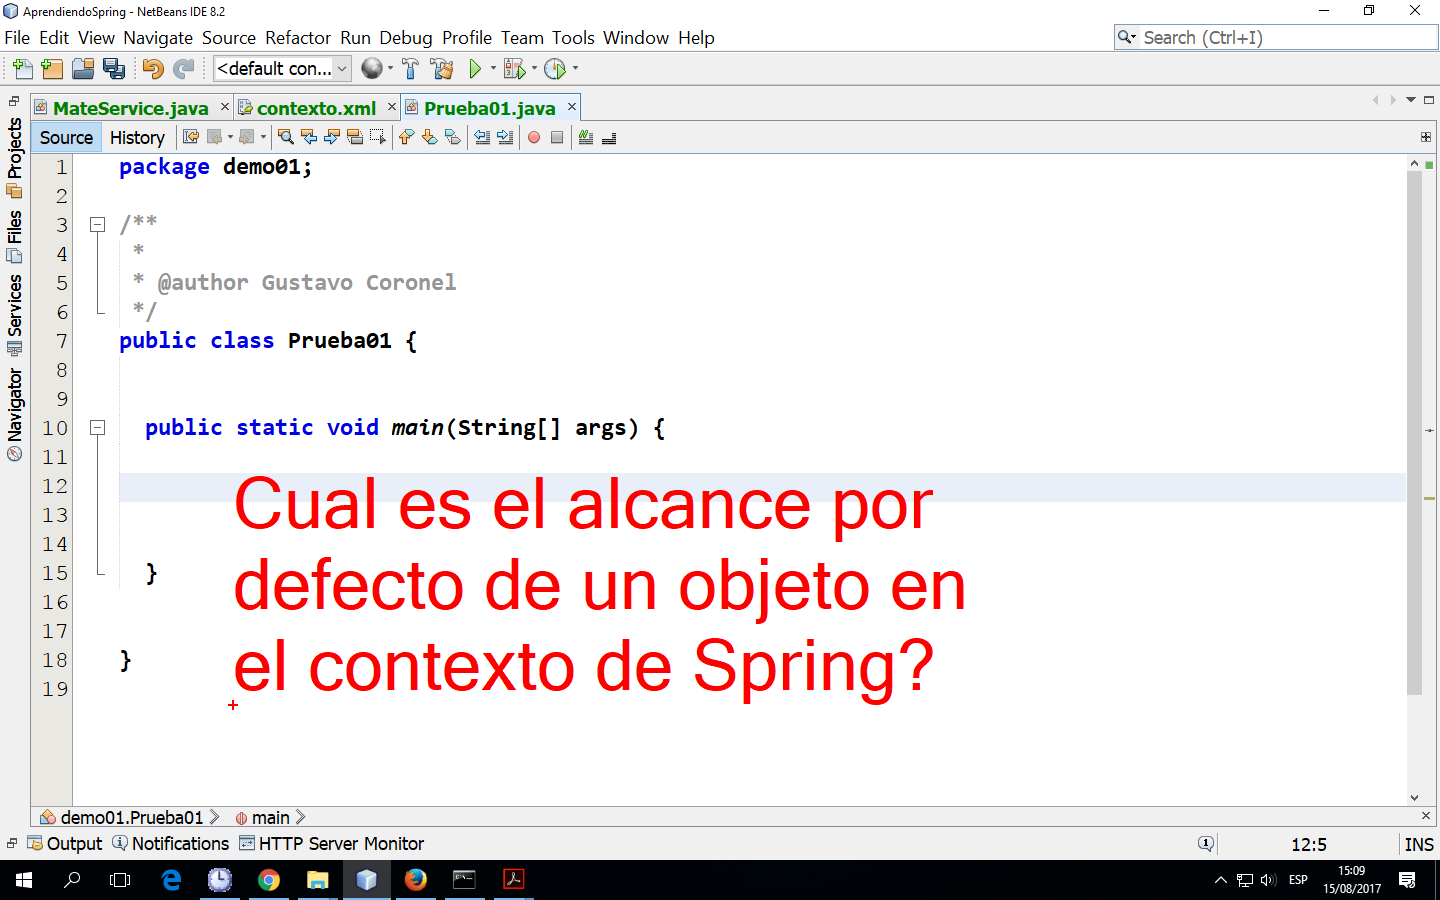 AprendiendoSpring - NetBeans IDE 8.2
File Edit View Navigate Source Refactor Run Debug Profile Team Tools Window Help
Search (Ctrl+I)
<default con...
MateService.java
contexto.xml
Prueba01.java
Source History
Projects
Files
Services
Navigator
1 package demo01;
2
3 /**
4 *
5 * @author Gustavo Coronel
6 */
7 public class Prueba01 {
8
9
10 public static void main(String[] args) {
11
12
13
14
15 }
16
17
18 }
19
Cual es el alcance por
defecto de un objeto en
el contexto de Spring?
demo01.Prueba01 main
Output Notifications HTTP Server Monitor
12:5 INS
ESP
15:09
15/08/2017